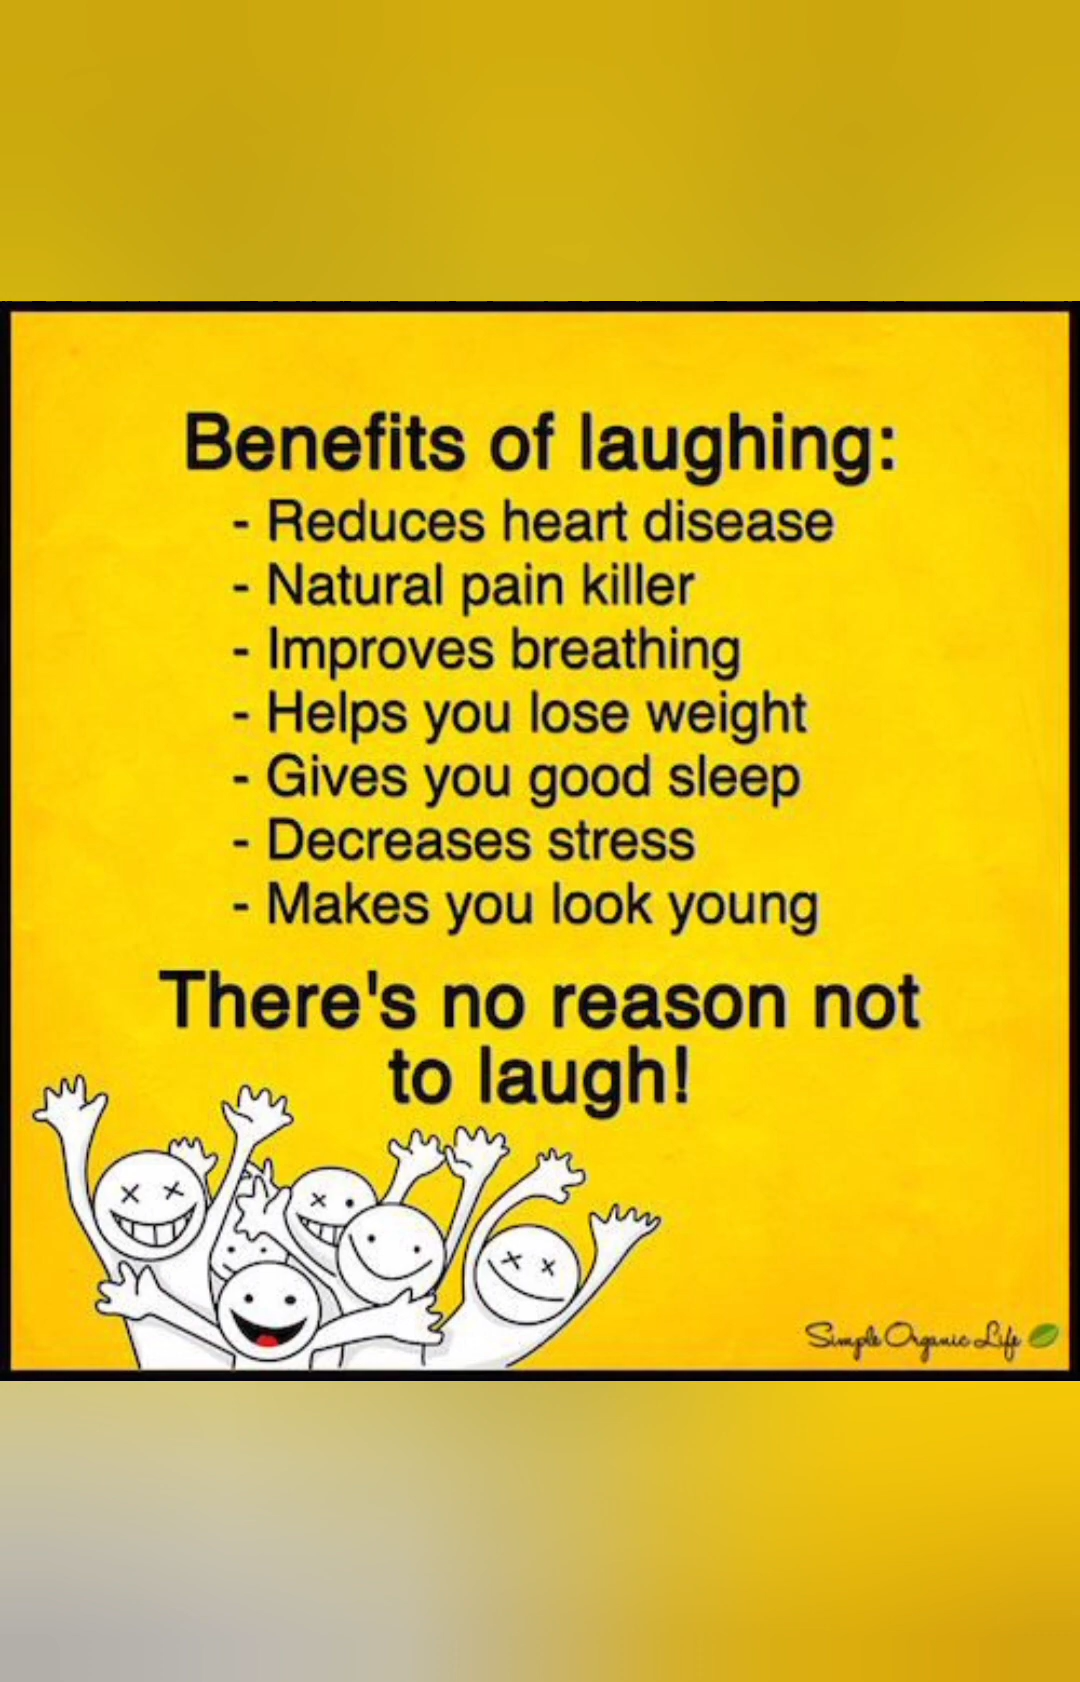 Benefits of laughing:
- Reduces heart disease
- Natural pain killer
- Improves breathing
- Helps you lose weight
- Gives you good sleep
- Decreases stress
- Makes you look young
There's no reason not
to laugh!
Simple Organic Life